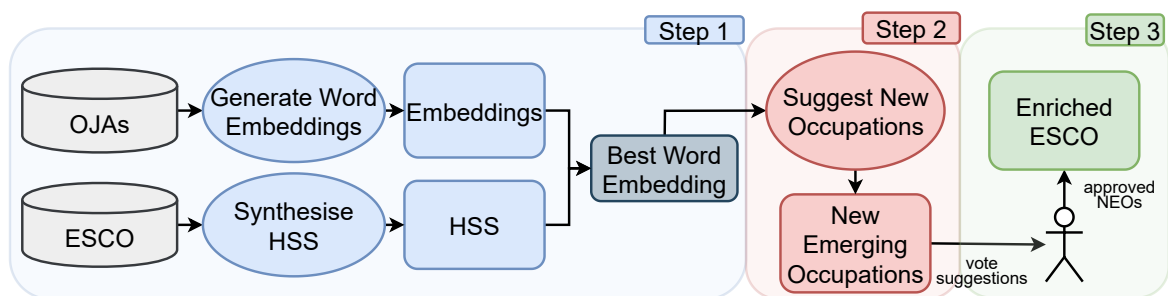 Step 1
Step 2
Step 3
OJAs
Generate Word
Embeddings
Embeddings
ESCO
Synthesise
HSS
HSS
Best Word
Embedding
Suggest New
Occupations
New
Emerging
Occupations
vote
suggestions
Enriched
ESCO
approved
NEOs